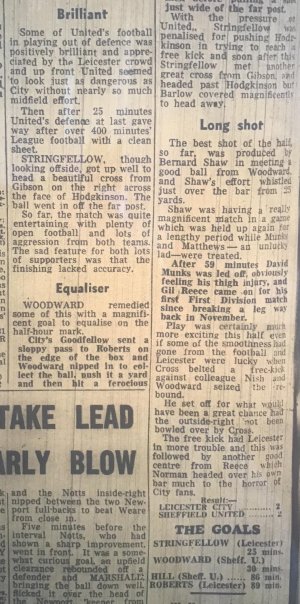 Brilliant
Some of United's football
in playing out of defence was
positively brilliant and appre-
ciated by the Leicester crowd
and up front United seemed
to look just as dangerous as
City without nearly so much
midfield effort.
Then after 25 minutes
United's defence at last gave
way after over 400 minutes'
League football with a clean
sheet.
STRINGFELLOW, though
looking offside, got up well to
head a beautiful cross from
Gibson on the right across
the face of Hodgkinson. The
ball went in off the far post.
So far, the match was quite
entertaining with plenty of
open football and lots of
aggression from both teams.
The sad feature for both lots
of supporters was that the
finishing lacked accuracy.
Equaliser
WOODWARD remedied
some of this with a magnifi-
cent goal to equalise on the
half-hour mark.
City's Goodfellow sent a
sloppy pass to Roberts on
the edge of the box and
Woodward nipped in to col-
lect the ball, push it a yard
and then hit a ferocious
TAKE LEAD
RLY BLOW
and the Notts inside-right
nipped between the two New-
port full-backs to beat Weare
from close in.
Five minutes before the
interval Notts, who had
shown a sharp improvement,
went in front. It was a some-
what curious goal, an upfield
clearance rebounded off a
defender and MARSHALL,
bringing the ball down well,
flicked it over the head of
the Newport keeper from
just wide of the far post.
With the pressure on
United, Stringfellow was
penalised for pushing Hodg-
kinson in trying to reach a
free kick and soon after this
Stringfellow met another
great cross from Gibson, and
headed past Hodgkinson but
Barlow covered magnificently
to head away.
Long shot
The best shot of the half,
so far, was produced by
Bernard Shaw in meeting a
good ball from Woodward,
and Shaw's effort whistled
just over the bar from 25
yards.
Shaw was having a really
magnificent match in a game
which was held up again for
a lengthy period while Munks
and Matthews — an unlucky
lad—were treated.
After 59 minutes David
Munks was led off, obviously
feeling his thigh injury, and
Gil Reece came on for his
first First Division match
since breaking a leg way
back in November.
Play was certainly much
more exciting this half even
if some of the smoothness had
gone from the football and
Leicester were lucky when
Cross belted a free-kick
against colleague Nish and
Woodward seized the re-
bound.
He set off for what would
have been a great chance had
the outside-right not been
bowled over by Cross.
The free kick had Leicester
in more trouble and this was
followed by another good
centre from Reece which
Norman headed over his own
bar much to the horror of
City fans.
Result:—
LEICESTER CITY ........ 2
SHEFFIELD UNITED ..... 2
THE GOALS
STRINGFELLOW (Leicester)
25 mins.
WOODWARD (Sheff. U.)
30 mins.
HILL (Sheff. U.) ...... 86 min.
ROBERTS (Leicester) 89 min.